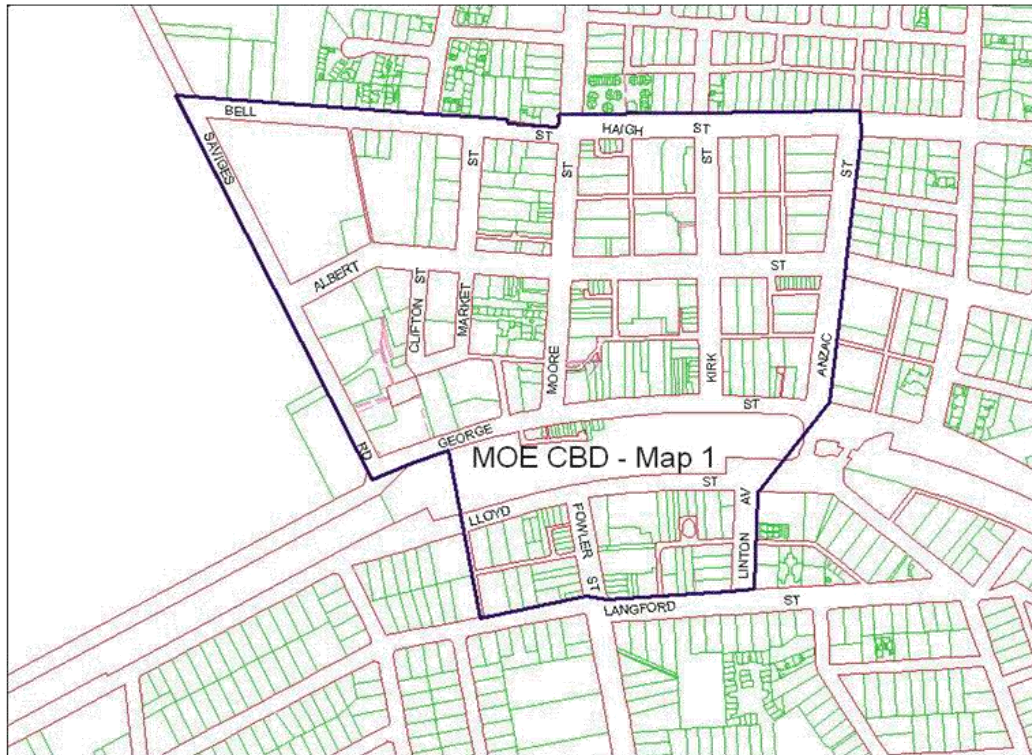 BELL ST
HAIGH ST
SAVIGES RD
ST
ST
ST
ST
ALBERT ST
CLIFTON ST
MARKET
MOORE
KIRK
ANZAC
GEORGE ST
MOE CBD - Map 1
LLOYD ST
FOWLER ST
LINTON AV
LANGFORD ST